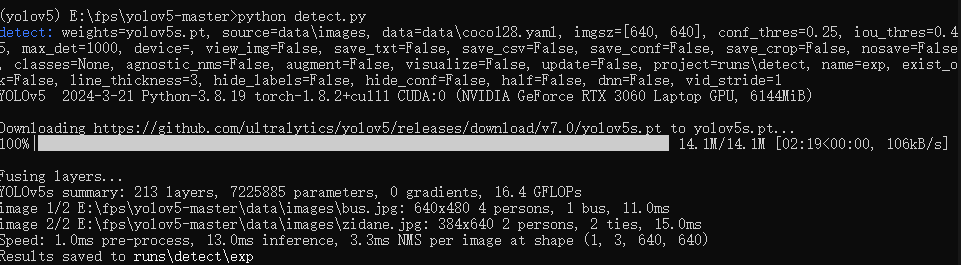 (yolov5) E:\fps\yolov5-master>python detect.py
detect: weights=yolov5s.pt, source=data\images, data=data\coco128.yaml, imgsz=[640, 640], conf_thres=0.25, iou_thres=0.4
5, max_det=1000, device=, view_img=False, save_txt=False, save_csv=False, save_conf=False, save_crop=False, nosave=False
, classes=None, agnostic_nms=False, augment=False, visualize=False, update=False, project=runs\detect, name=exp, exist_o
k=False, line_thickness=3, hide_labels=False, hide_conf=False, half=False, dnn=False, vid_stride=1
YOLOv5  2024-3-21 Python-3.8.19 torch-1.8.2+cu111 CUDA:0 (NVIDIA GeForce RTX 3060 Laptop GPU, 6144MiB)
Downloading https://github.com/ultralytics/yolov5/releases/download/v7.0/yolov5s.pt to yolov5s.pt...
100%| 14.1M/14.1M [02:19<00:00, 106kB/s]
Fusing layers...
YOLOv5s summary: 213 layers, 7225885 parameters, 0 gradients, 16.4 GFLOPs
image 1/2 E:\fps\yolov5-master\data\images\bus.jpg: 640x480 4 persons, 1 bus, 11.0ms
image 2/2 E:\fps\yolov5-master\data\images\zidane.jpg: 384x640 2 persons, 2 ties, 15.0ms
Speed: 1.0ms pre-process, 13.0ms inference, 3.3ms NMS per image at shape (1, 3, 640, 640)
Results saved to runs\detect\exp